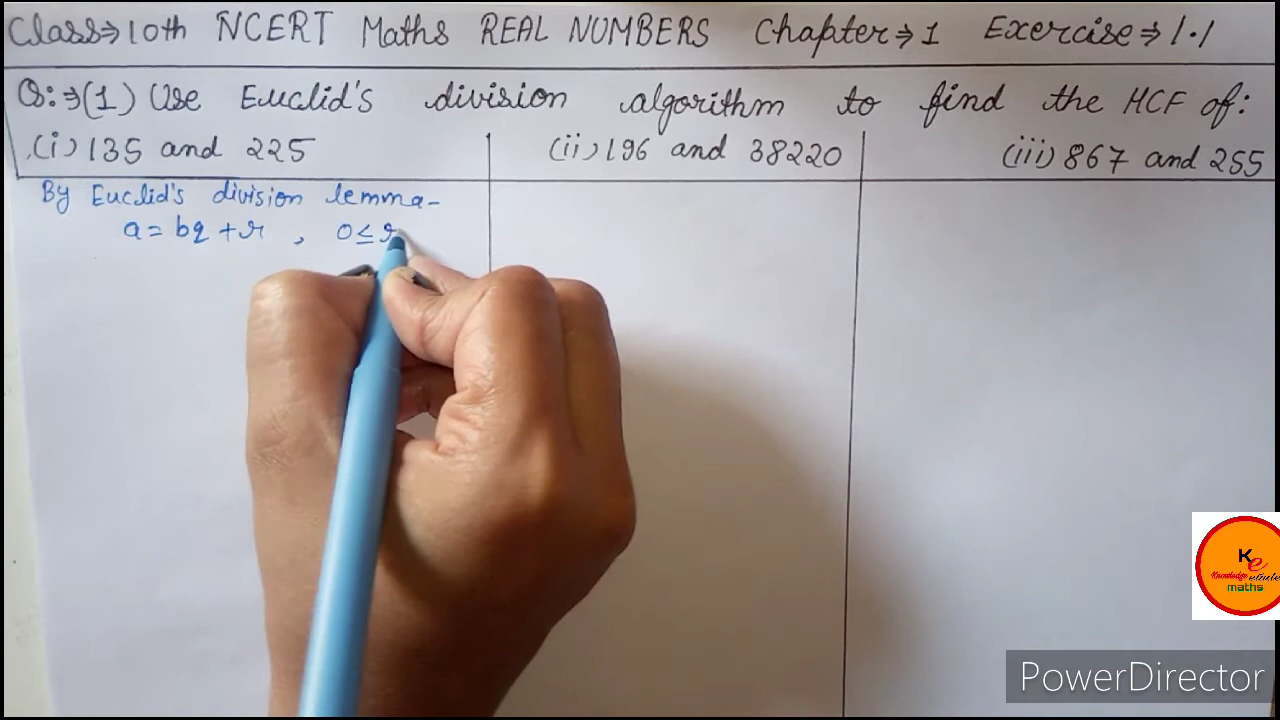 Class⇒10th NCERT Maths REAL NUMBERS Chapter⇒1 Exercise⇒1.1
Q:⇒(1) Use Euclid's division algorithm to find the HCF of:
(i) 135 and 225 (ii) 196 and 38220 (iii) 867 and 255
By Euclid's division lemma-
a = bq + r , 0 ≤ r
Ke
Knowledge
maths
PowerDirector